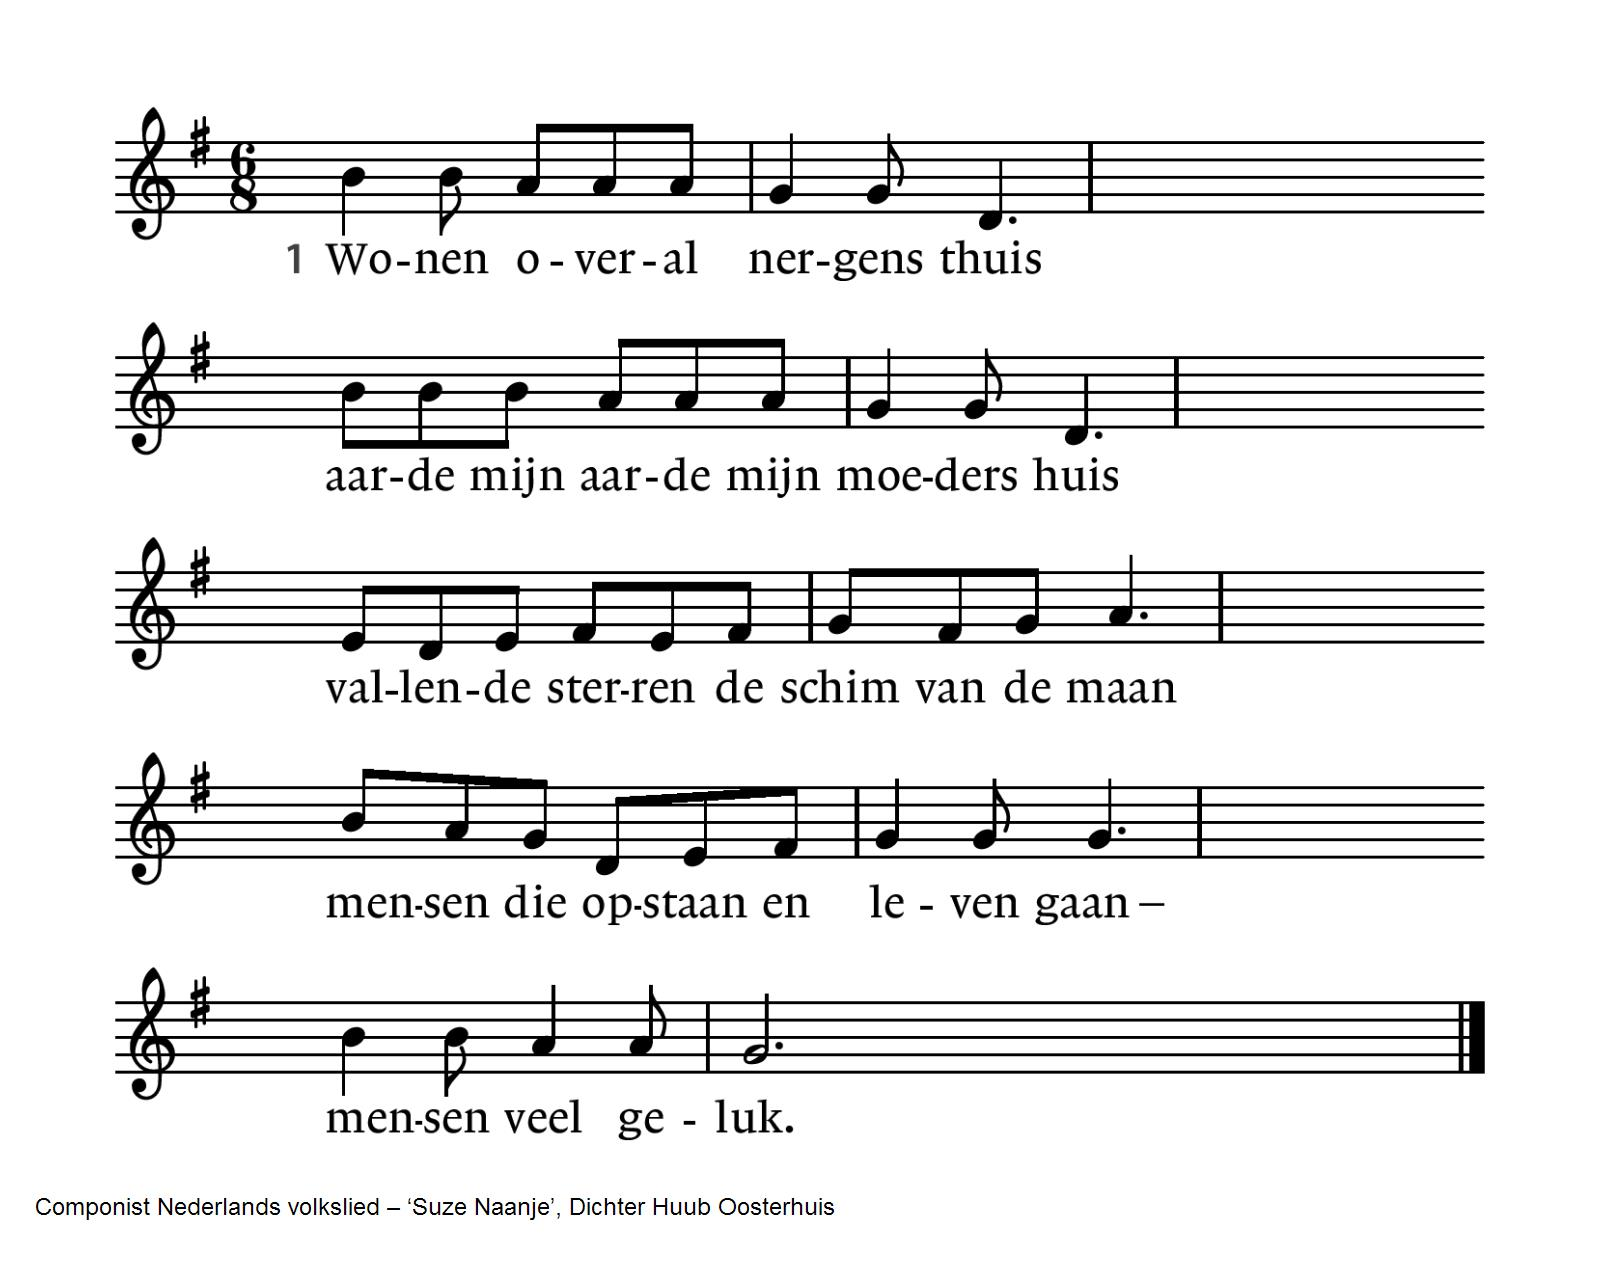 6
8
1 Wo-nen o - ver - al ner-gens thuis
aar-de mijn aar-de mijn moe-ders huis
val-len-de ster-ren de schim van de maan
men-sen die op-staan en le - ven gaan –
men-sen veel ge - luk.
Componist Nederlands volkslied – ‘Suze Naanje’, Dichter Huub Oosterhuis